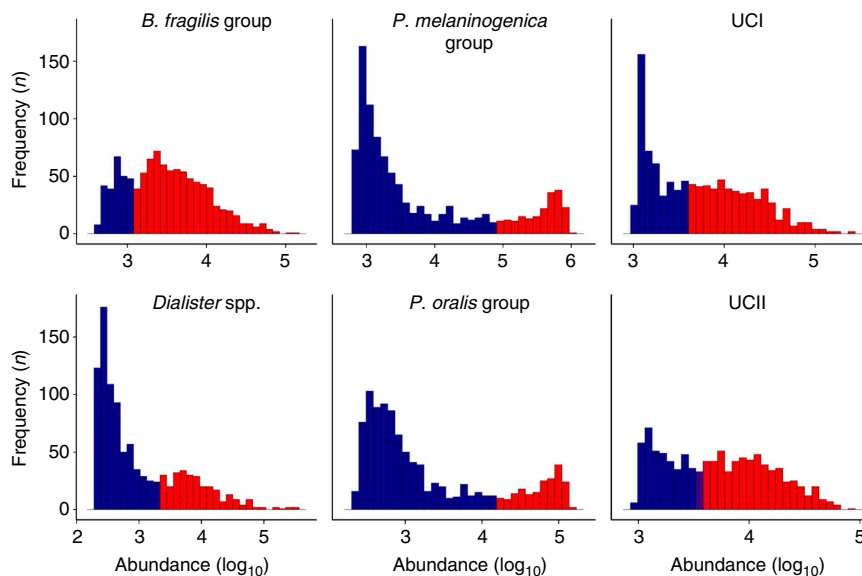 B. fragilis group
P. melaninogenica
group
UCI
Frequency (n)
150
100
50
0
3
4
5
3
4
5
6
3
4
5
Dialister spp.
P. oralis group
UCII
Frequency (n)
150
100
50
0
2
3
4
5
3
4
5
3
4
5
Abundance (log10)
Abundance (log10)
Abundance (log10)